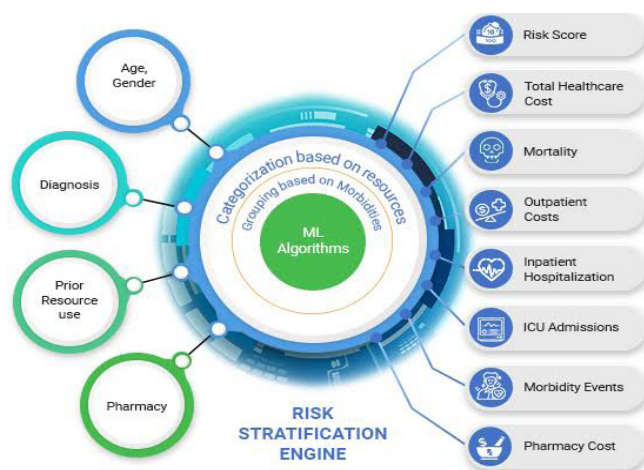 Age,
Gender
Diagnosis
Prior
Resource
use
Pharmacy
Categorization based on resources
Grouping based on Morbidities
ML
Algorithms
RISK
STRATIFICATION
ENGINE
Risk Score
Total Healthcare
Cost
Mortality
Outpatient
Costs
Inpatient
Hospitalization
ICU Admissions
Morbidity Events
Pharmacy Cost